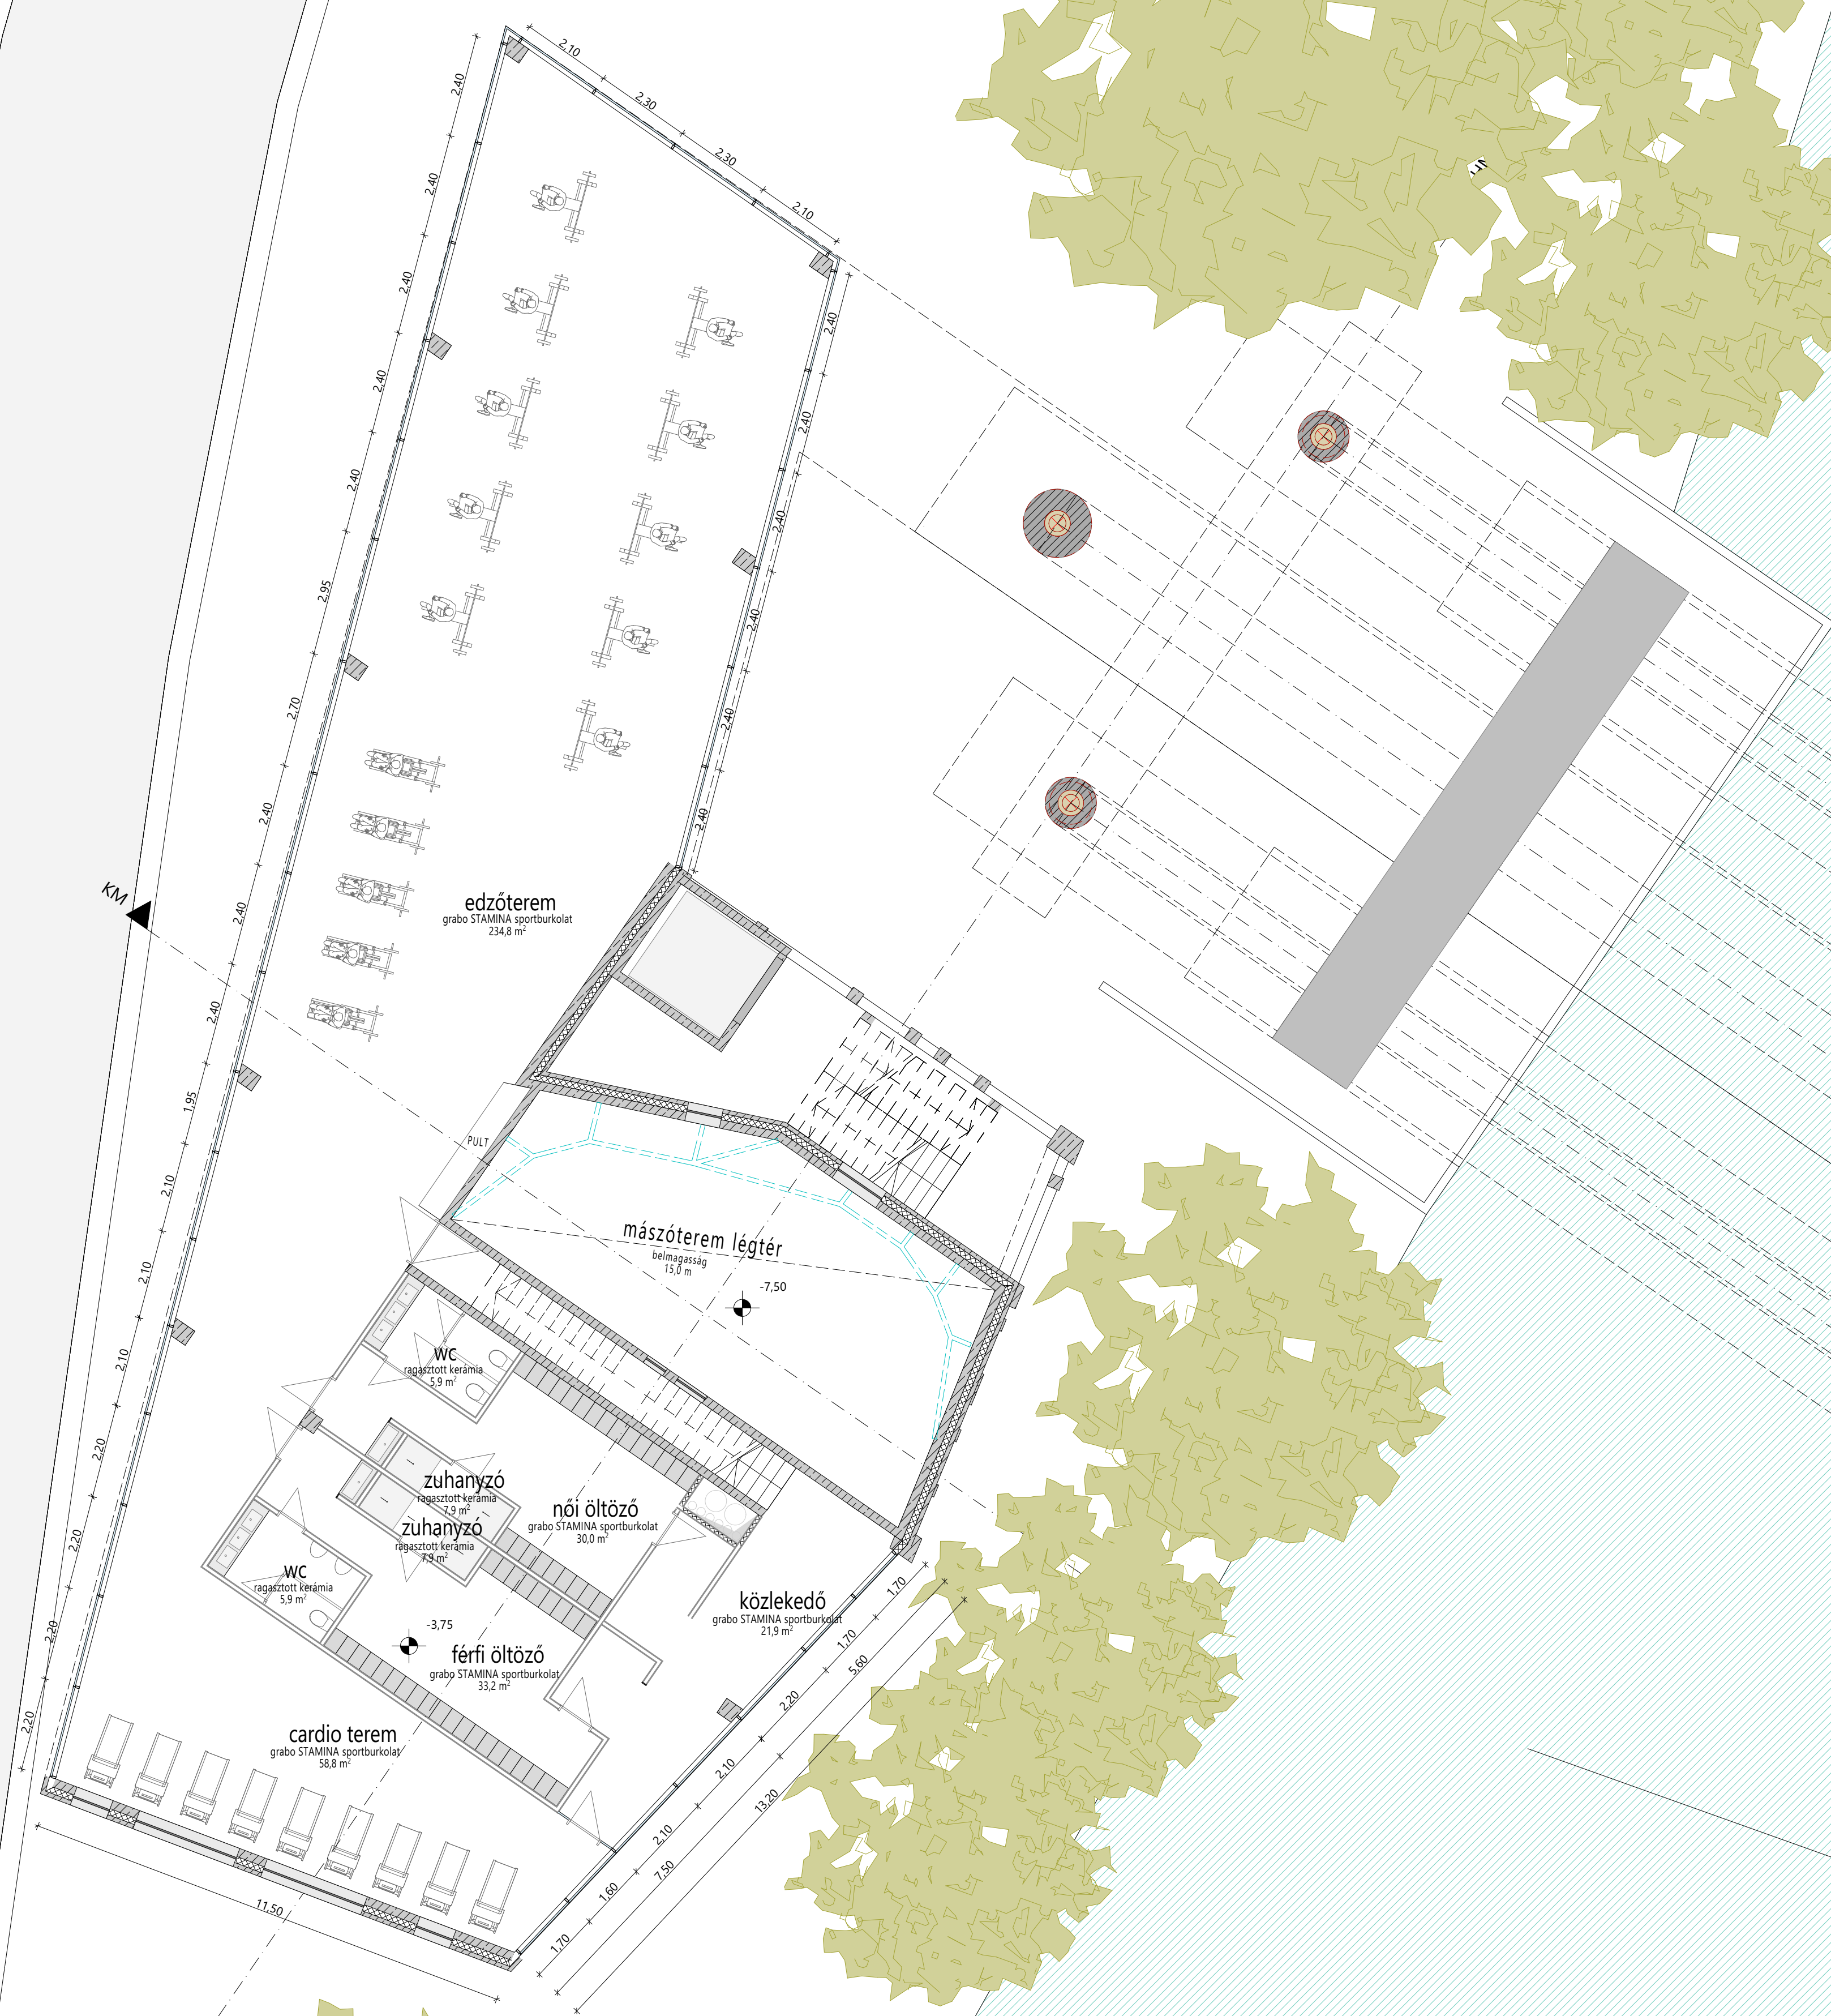 2,10
2,30
2,30
2,10
2,40
2,40
2,40
2,40
2,40
2,95
2,70
2,40
2,40
2,40
1,95
2,10
2,10
2,10
2,20
2,20
2,20
2,20
2,40
2,40
2,40
2,40
2,40
2,40
KM
edzőterem
grabo STAMINA sportburkolat
234,8 m²
PULT
mászóterem légtér
belmagasság
15,0 m
-7,50
wc
ragasztott kerámia
5,9 m²
zuhanyzó
ragasztott kerámia
7,9 m²
zuhanyzó
ragasztott kerámia
7,9 m²
női öltöző
grabo STAMINA sportburkolat
30,0 m²
wc
ragasztott kerámia
5,9 m²
közlekedő
grabo STAMINA sportburkolat
21,9 m²
-3,75
férfi öltöző
grabo STAMINA sportburkolat
33,2 m²
cardio terem
grabo STAMINA sportburkolat
58,8 m²
1,70
1,70
5,60
2,20
2,10
13,20
2,10
7,50
1,60
1,70
11,50